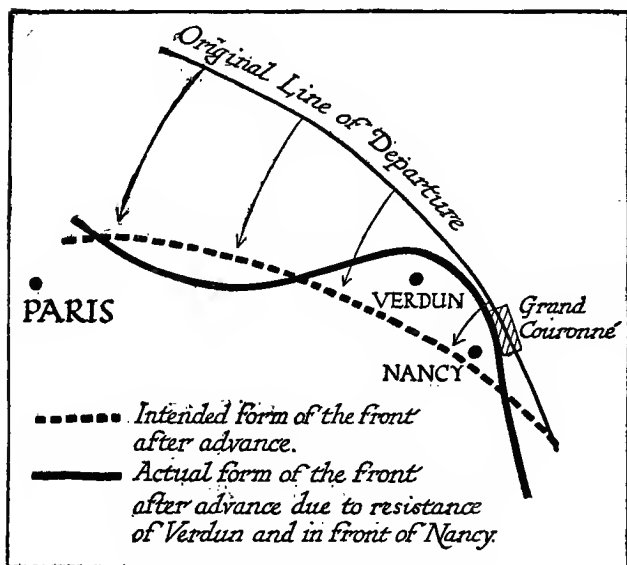 Original Line of Departure
PARIS
VERDUN
Grand
Couronné
NANCY
Intended form of the front
after advance.
Actual form of the front
after advance due to resistance
of Verdun and in front of Nancy.